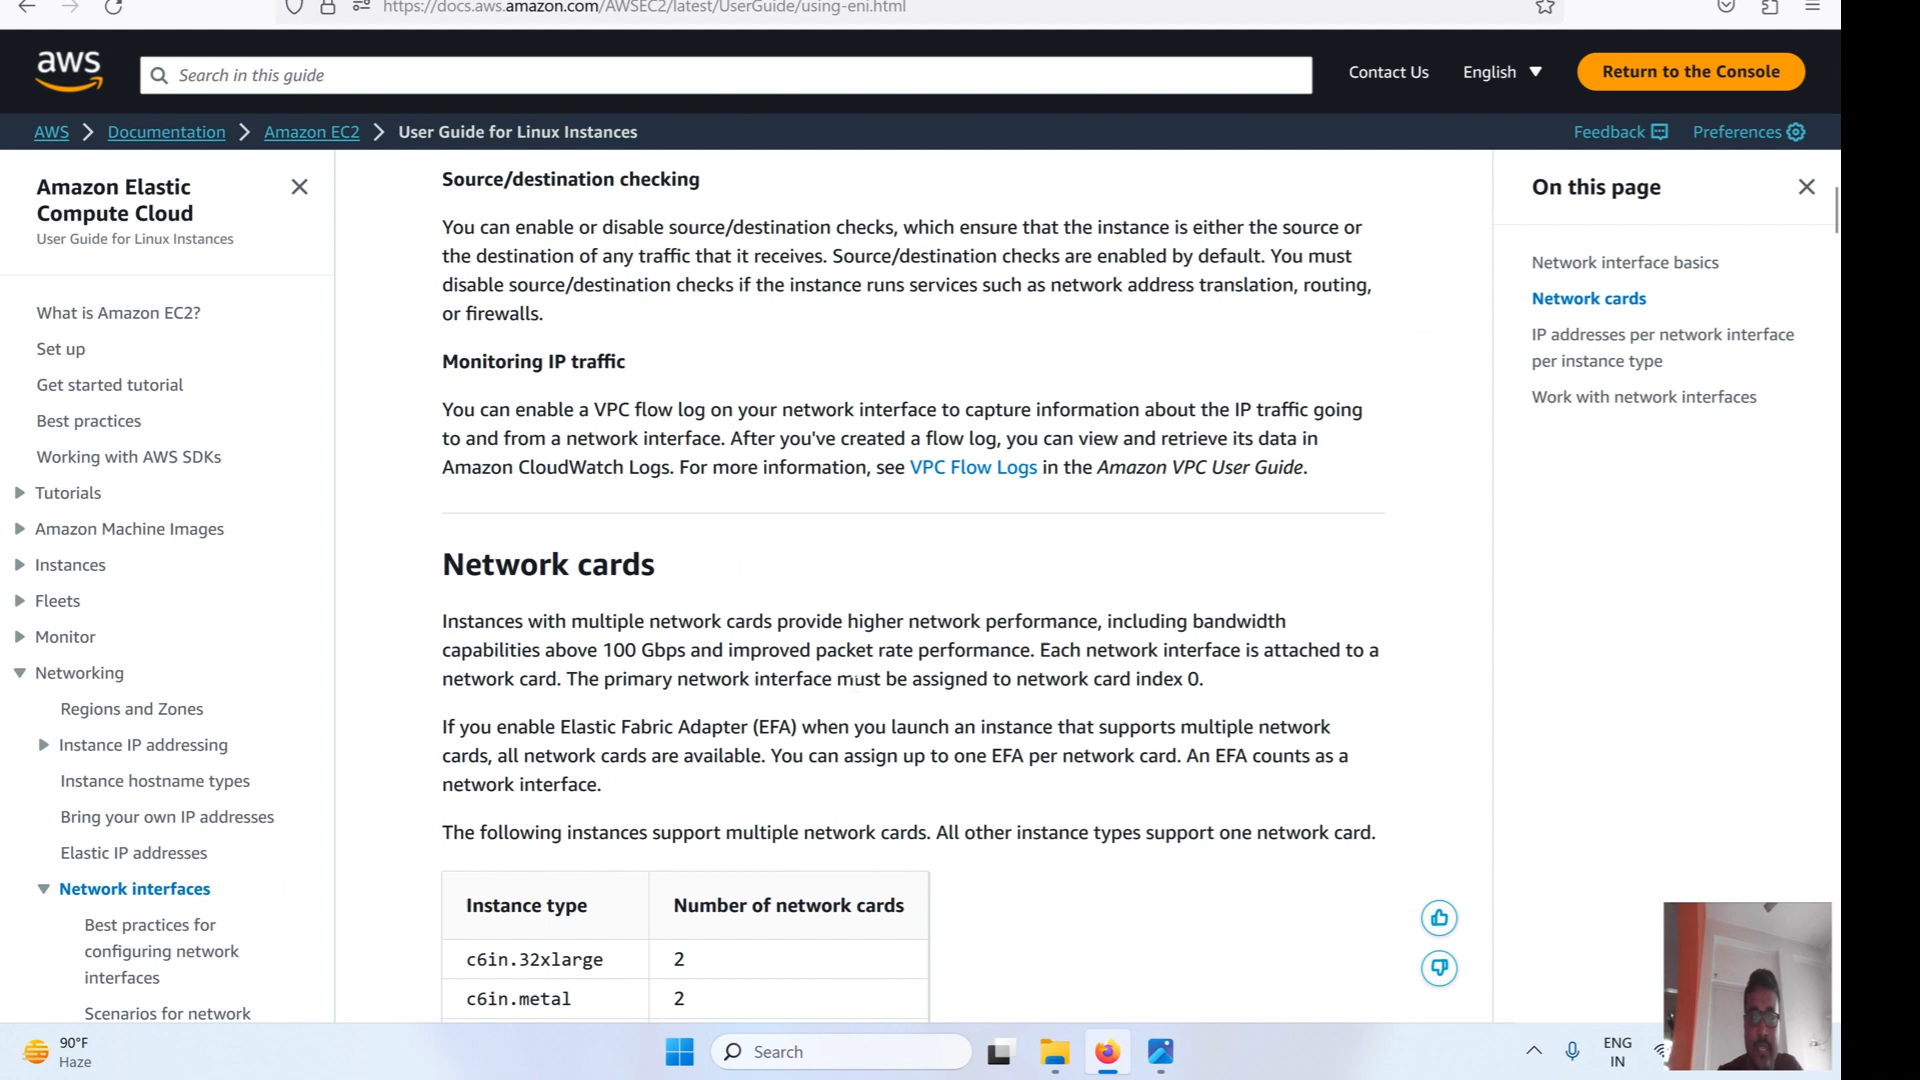 https://docs.aws.amazon.com/AWSEC2/latest/UserGuide/using-eni.html
aws
Search in this guide
Contact Us
English
Return to the Console
AWS
Documentation
Amazon EC2
User Guide for Linux Instances
Feedback
Preferences
Amazon Elastic
Compute Cloud
User Guide for Linux Instances
What is Amazon EC2?
Set up
Get started tutorial
Best practices
Working with AWS SDKs
Tutorials
Amazon Machine Images
Instances
Fleets
Monitor
Networking
Regions and Zones
Instance IP addressing
Instance hostname types
Bring your own IP addresses
Elastic IP addresses
Network interfaces
Best practices for
configuring network
interfaces
Scenarios for network
Source/destination checking
You can enable or disable source/destination checks, which ensure that the instance is either the source or
the destination of any traffic that it receives. Source/destination checks are enabled by default. You must
disable source/destination checks if the instance runs services such as network address translation, routing,
or firewalls.
Monitoring IP traffic
You can enable a VPC flow log on your network interface to capture information about the IP traffic going
to and from a network interface. After you've created a flow log, you can view and retrieve its data in
Amazon CloudWatch Logs. For more information, see VPC Flow Logs in the Amazon VPC User Guide.
Network cards
Instances with multiple network cards provide higher network performance, including bandwidth
capabilities above 100 Gbps and improved packet rate performance. Each network interface is attached to a
network card. The primary network interface must be assigned to network card index 0.
If you enable Elastic Fabric Adapter (EFA) when you launch an instance that supports multiple network
cards, all network cards are available. You can assign up to one EFA per network card. An EFA counts as a
network interface.
The following instances support multiple network cards. All other instance types support one network card.
Instance type
Number of network cards
c6in.32xlarge
2
c6in.metal
2
On this page
Network interface basics
Network cards
IP addresses per network interface
per instance type
Work with network interfaces
90°F
Haze
Search
ENG
IN